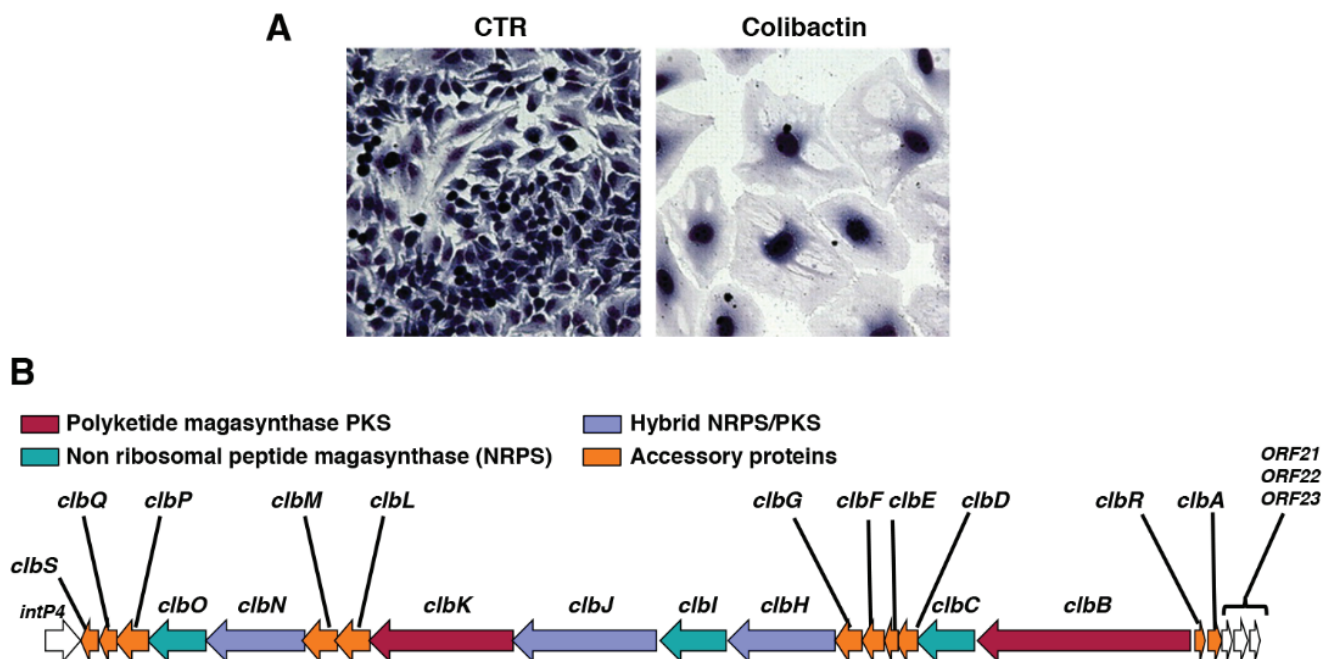 A
CTR
Colibactin
B
Polyketide magasynthase PKS
Hybrid NRPS/PKS
Non ribosomal peptide magasynthase (NRPS)
Accessory proteins
ORF21
ORF22
ORF23
clbQ
clbP
clbM
clbL
clbG
clbF
clbE
clbD
clbR
clbA
clbS
intP4
clbO
clbN
clbK
clbJ
clbI
clbH
clbC
clbB